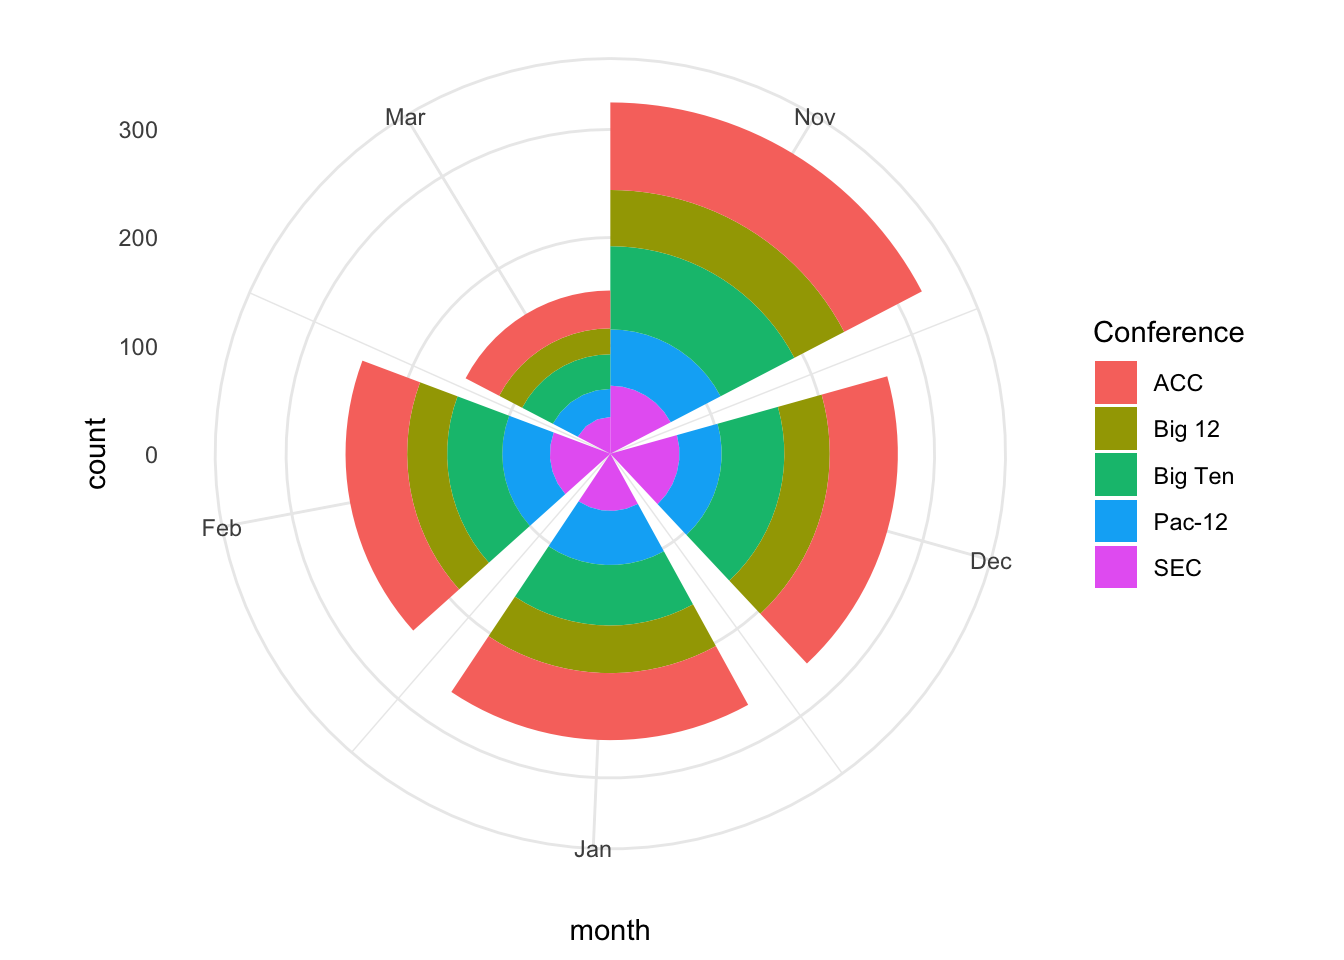 Mar
Nov
300
200
100
0
count
Feb
Dec
Jan
month
Conference
ACC
Big 12
Big Ten
Pac-12
SEC